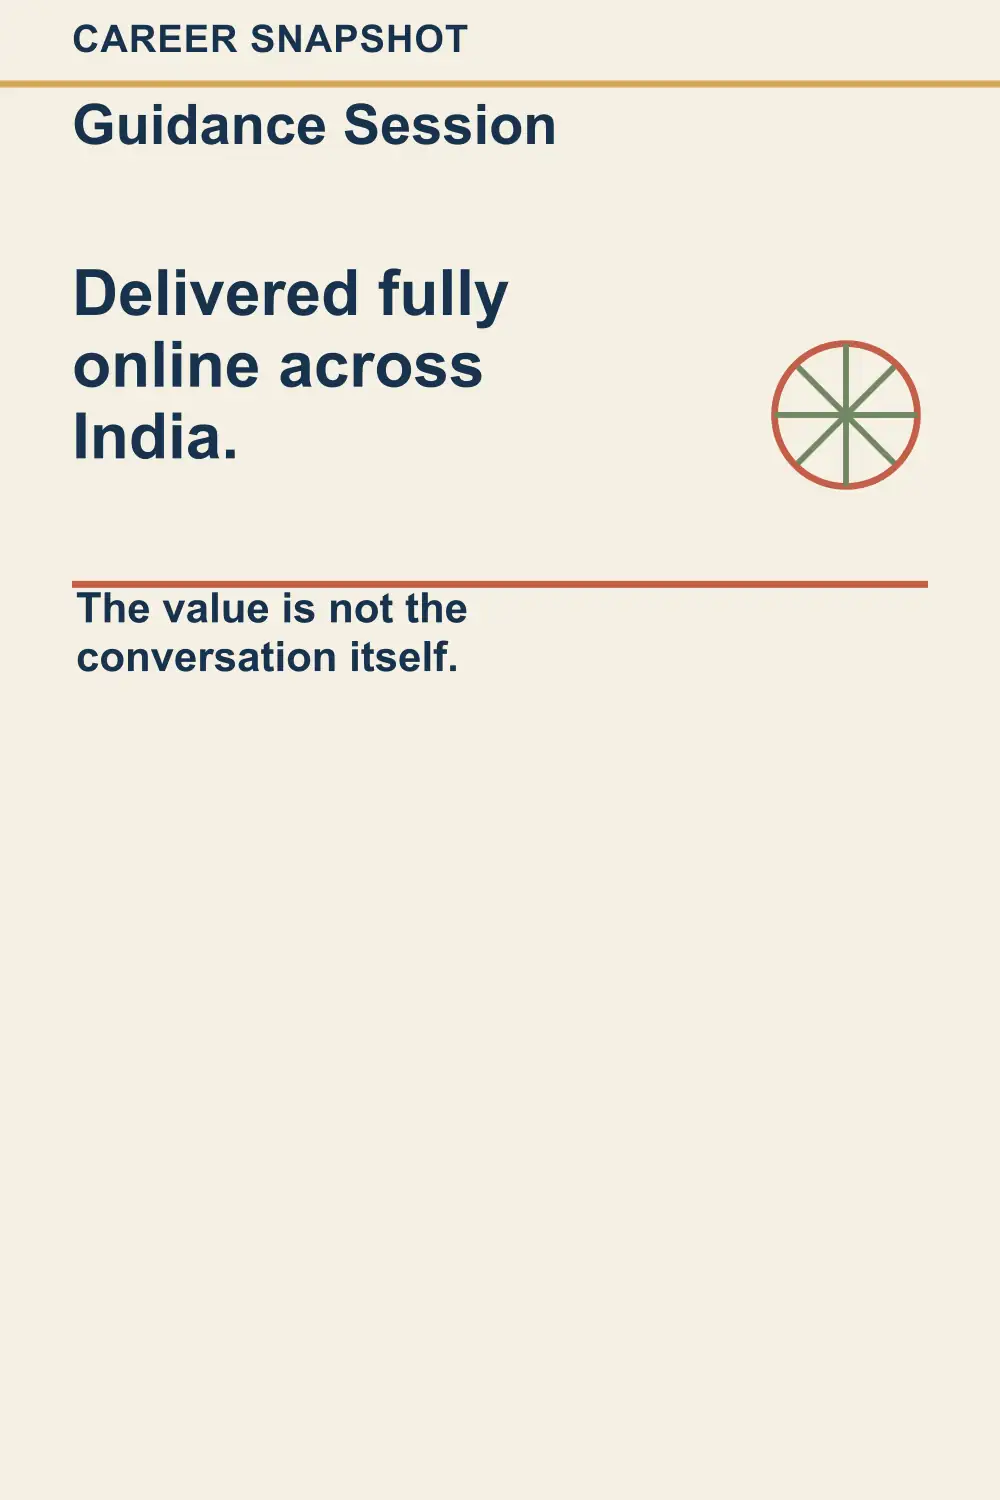 CAREER SNAPSHOT
Guidance Session
Delivered fully
online across
India.
The value is not the
conversation itself.